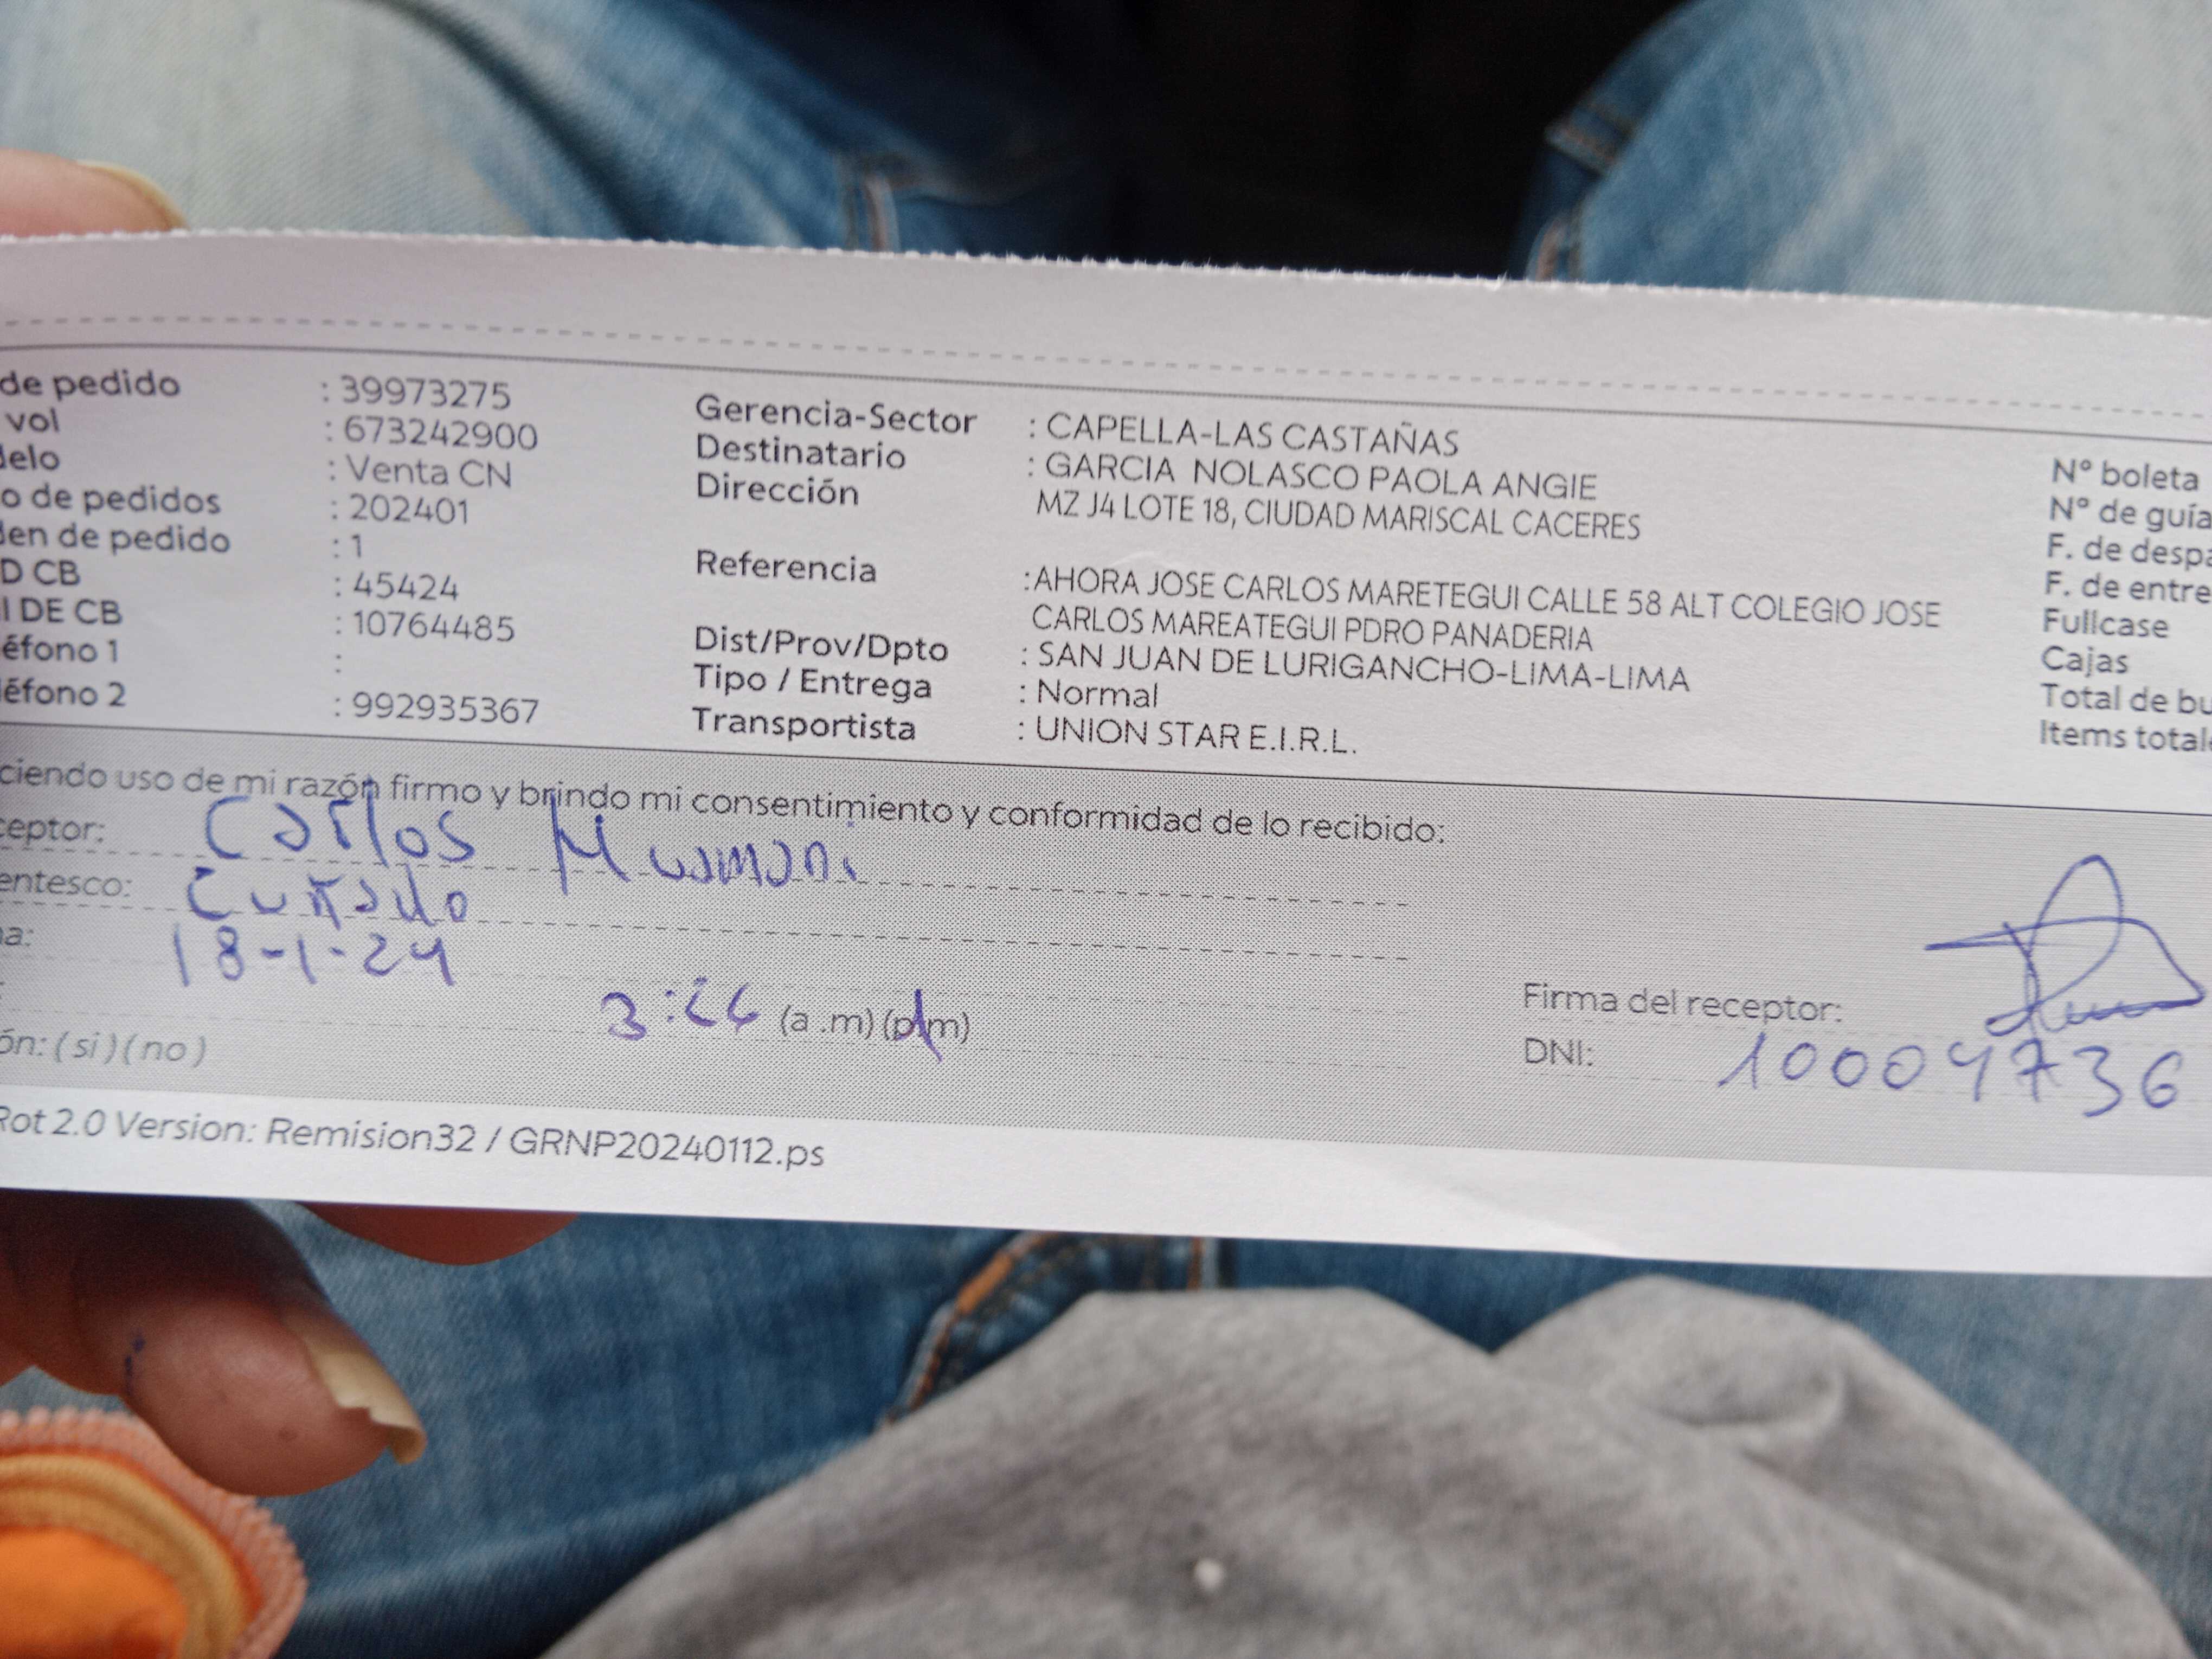 de pedido : 39973275
vol : 673242900
delo : Venta CN
o de pedidos : 202401
den de pedido : 1
D CB : 45424
I DE CB : 10764485
éfono 1 :
léfono 2 : 992935367
Gerencia-Sector : CAPELLA-LAS CASTAÑAS
Destinatario : GARCIA NOLASCO PAOLA ANGIE
Dirección MZ J4 LOTE 18, CIUDAD MARISCAL CACERES
Referencia :AHORA JOSE CARLOS MARETEGUI CALLE 58 ALT COLEGIO JOSE
CARLOS MAREATEGUI PDRO PANADERIA
Dist/Prov/Dpto : SAN JUAN DE LURIGANCHO-LIMA-LIMA
Tipo / Entrega : Normal
Transportista : UNION STAR E.I.R.L.
Nº boleta
Nº de guía
F. de despa
F. de entre
Fullcase
Cajas
Total de bu
Items total
ciendo uso de mi razón firmo y brindo mi consentimiento y conformidad de lo recibido:
ceptor: Carlos
entesco: Cuñado
a: 18-1-24
(a .m) (p.m)
ón: ( si ) ( no )
Firma del receptor:
DNI: 10004736
Rot 2.0 Version: Remision32 / GRNP20240112.ps